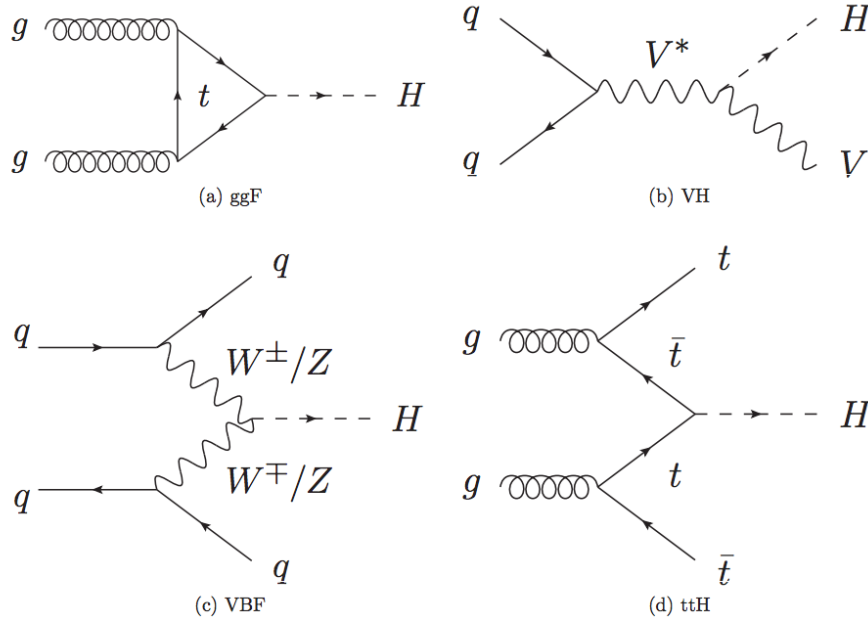 g
t
H
g
(a) ggF
q
V*
H
q
V
(b) VH
q
q
W±/Z
H
W∓/Z
q
q
(c) VBF
t
g
t̄
H
g
t
t̄
(d) ttH